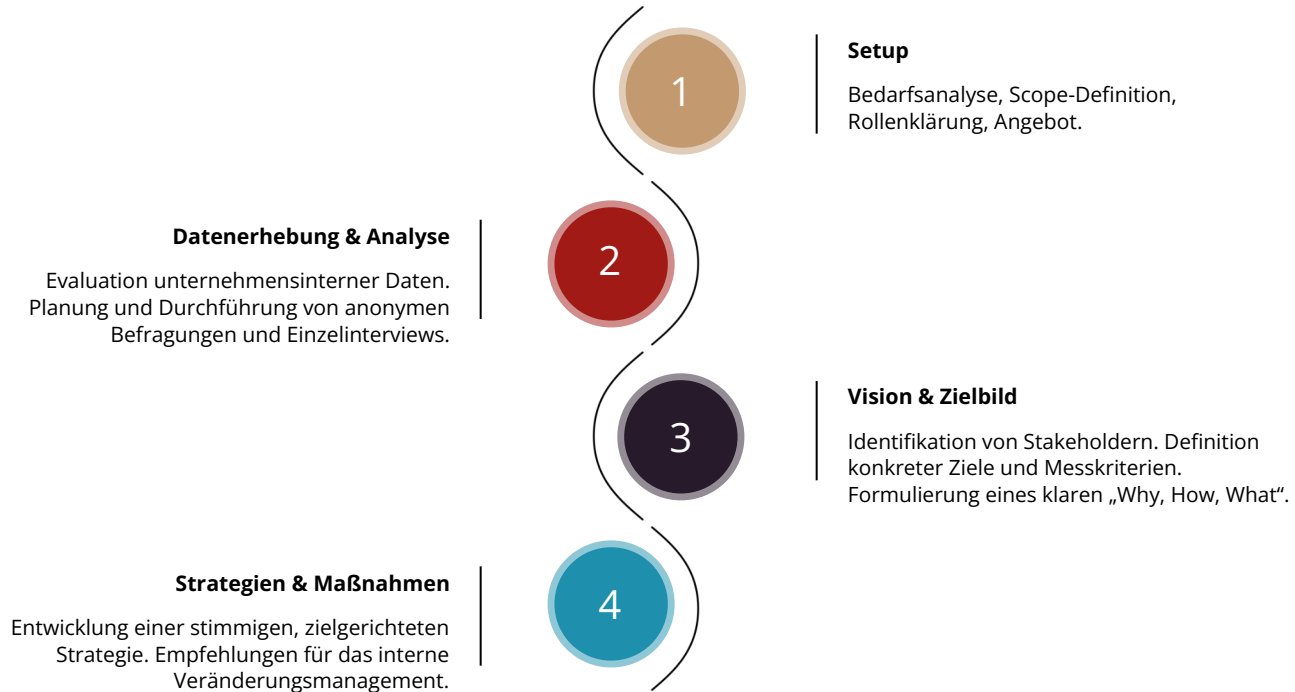 1
Setup
Bedarfsanalyse, Scope-Definition,
Rollenklärung, Angebot.
2
Datenerhebung & Analyse
Evaluation unternehmensinterner Daten.
Planung und Durchführung von anonymen
Befragungen und Einzelinterviews.
3
Vision & Zielbild
Identifikation von Stakeholdern. Definition
konkreter Ziele und Messkriterien.
Formulierung eines klaren „Why, How, What“.
4
Strategien & Maßnahmen
Entwicklung einer stimmigen, zielgerichteten
Strategie. Empfehlungen für das interne
Veränderungsmanagement.